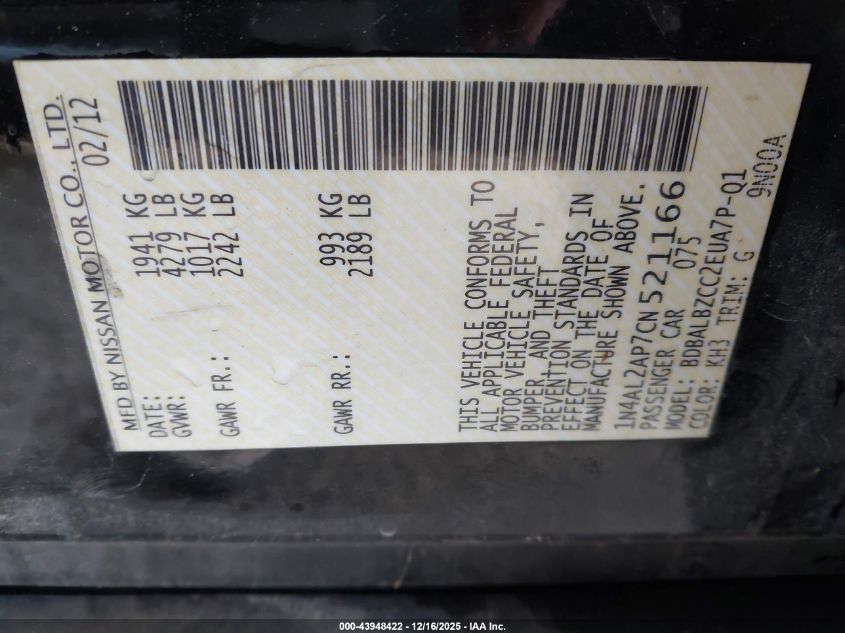 MFD BY NISSAN MOTOR CO., LTD.
DATE: 02/12
GVWR: 1941 KG
4279 LB
GAWR FR.: 1017 KG
2242 LB
GAWR RR.: 993 KG
2189 LB
THIS VEHICLE CONFORMS TO
ALL APPLICABLE FEDERAL
MOTOR VEHICLE SAFETY,
BUMPER, AND THEFT
PREVENTION STANDARDS IN
EFFECT ON THE DATE OF
MANUFACTURE SHOWN ABOVE.
1N4AL2AP7CN521166
PASSENGER CAR 075
MODEL: BDBALBZCC2EUA7P-Q1
COLOR: KH3 TRIM: G 9N00A
000-43948422 - 12/16/2025 - IAA Inc.